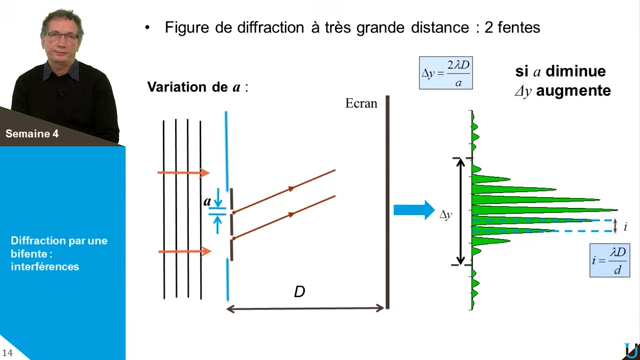 • Figure de diffraction à très grande distance : 2 fentes
Variation de a :
Ecran
Δy = 2λD / a
si a diminue
Δy augmente
Semaine 4
a
Δy
i
Diffraction par une
bifente :
interférences
i = λD / d
D
14